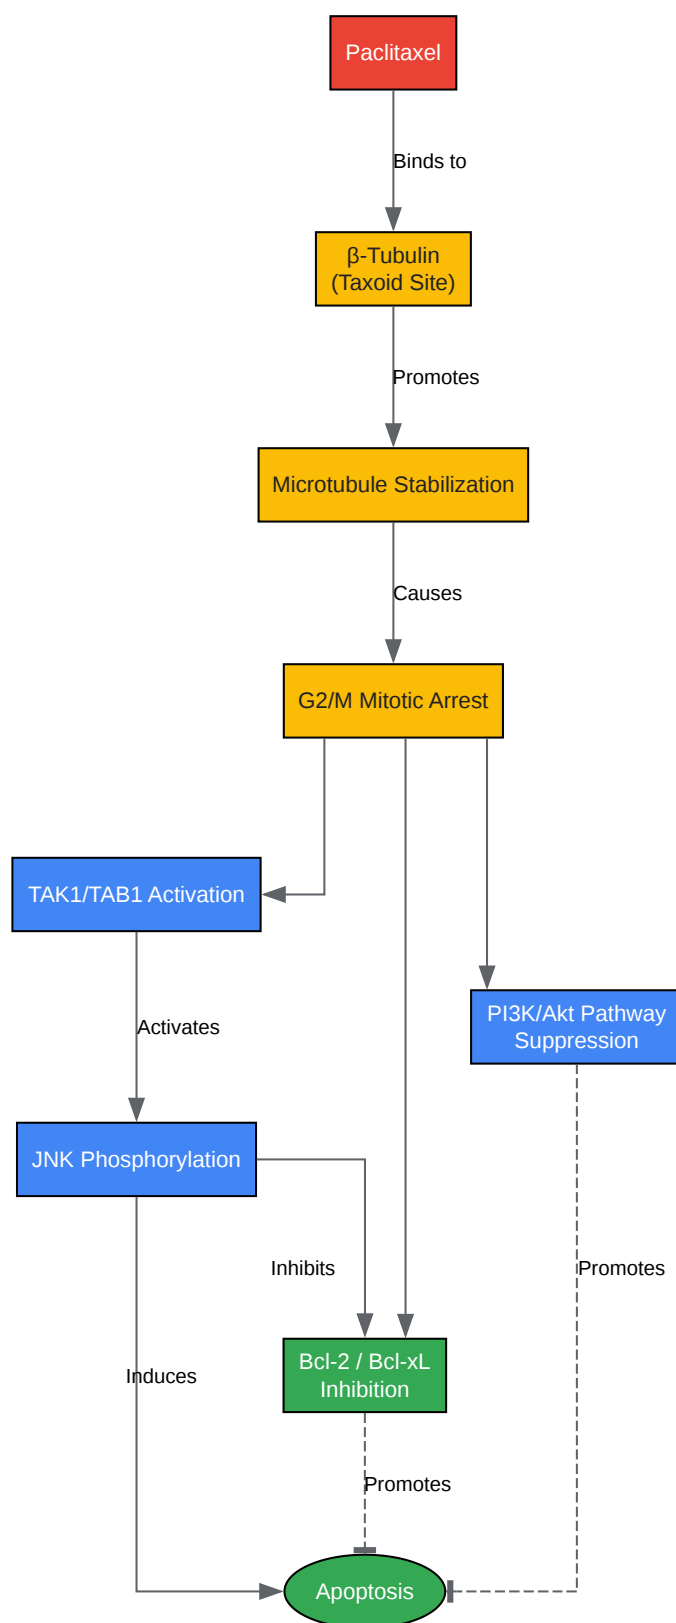 Paclitaxel
Binds to
β-Tubulin
(Taxoid Site)
Promotes
Microtubule Stabilization
Causes
G2/M Mitotic Arrest
TAK1/TAB1 Activation
PI3K/Akt Pathway
Suppression
Activates
JNK Phosphorylation
Inhibits
Promotes
Bcl-2 / Bcl-xL
Inhibition
Induces
Promotes
Apoptosis